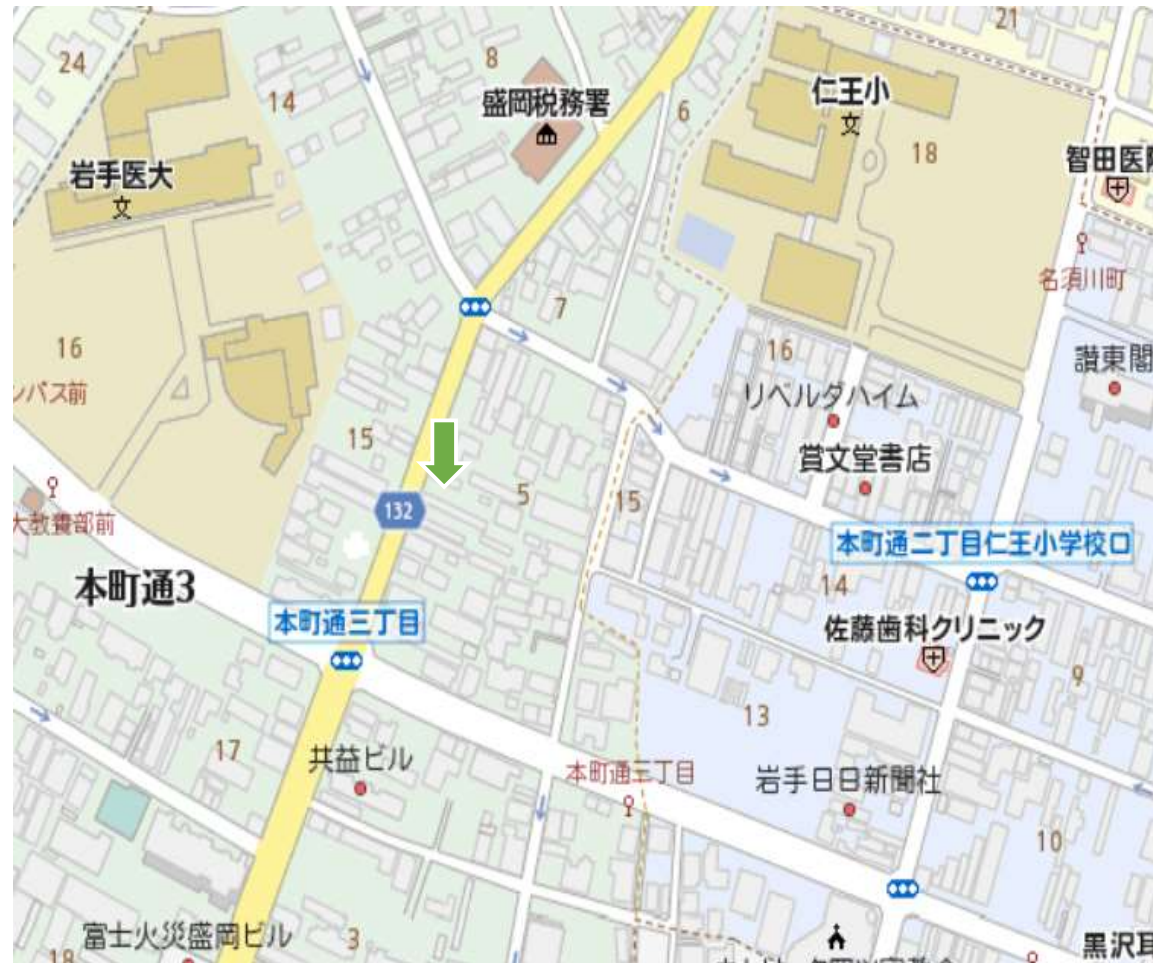 21
8
24
盛岡税務署
仁王小
14
6
18
智田医院
岩手医大
名須川町
7
16
16
讃東閣
ンパス前
リベルダハイム
15
賞文堂書店
5
15
132
大教養部前
本町通二丁目仁王小学校口
本町通3
14
本町通三丁目
佐藤歯科クリニック
9
13
17
共益ビル
本町通三丁目
岩手日日新聞社
10
富士火災盛岡ビル
3
18
黒沢耳